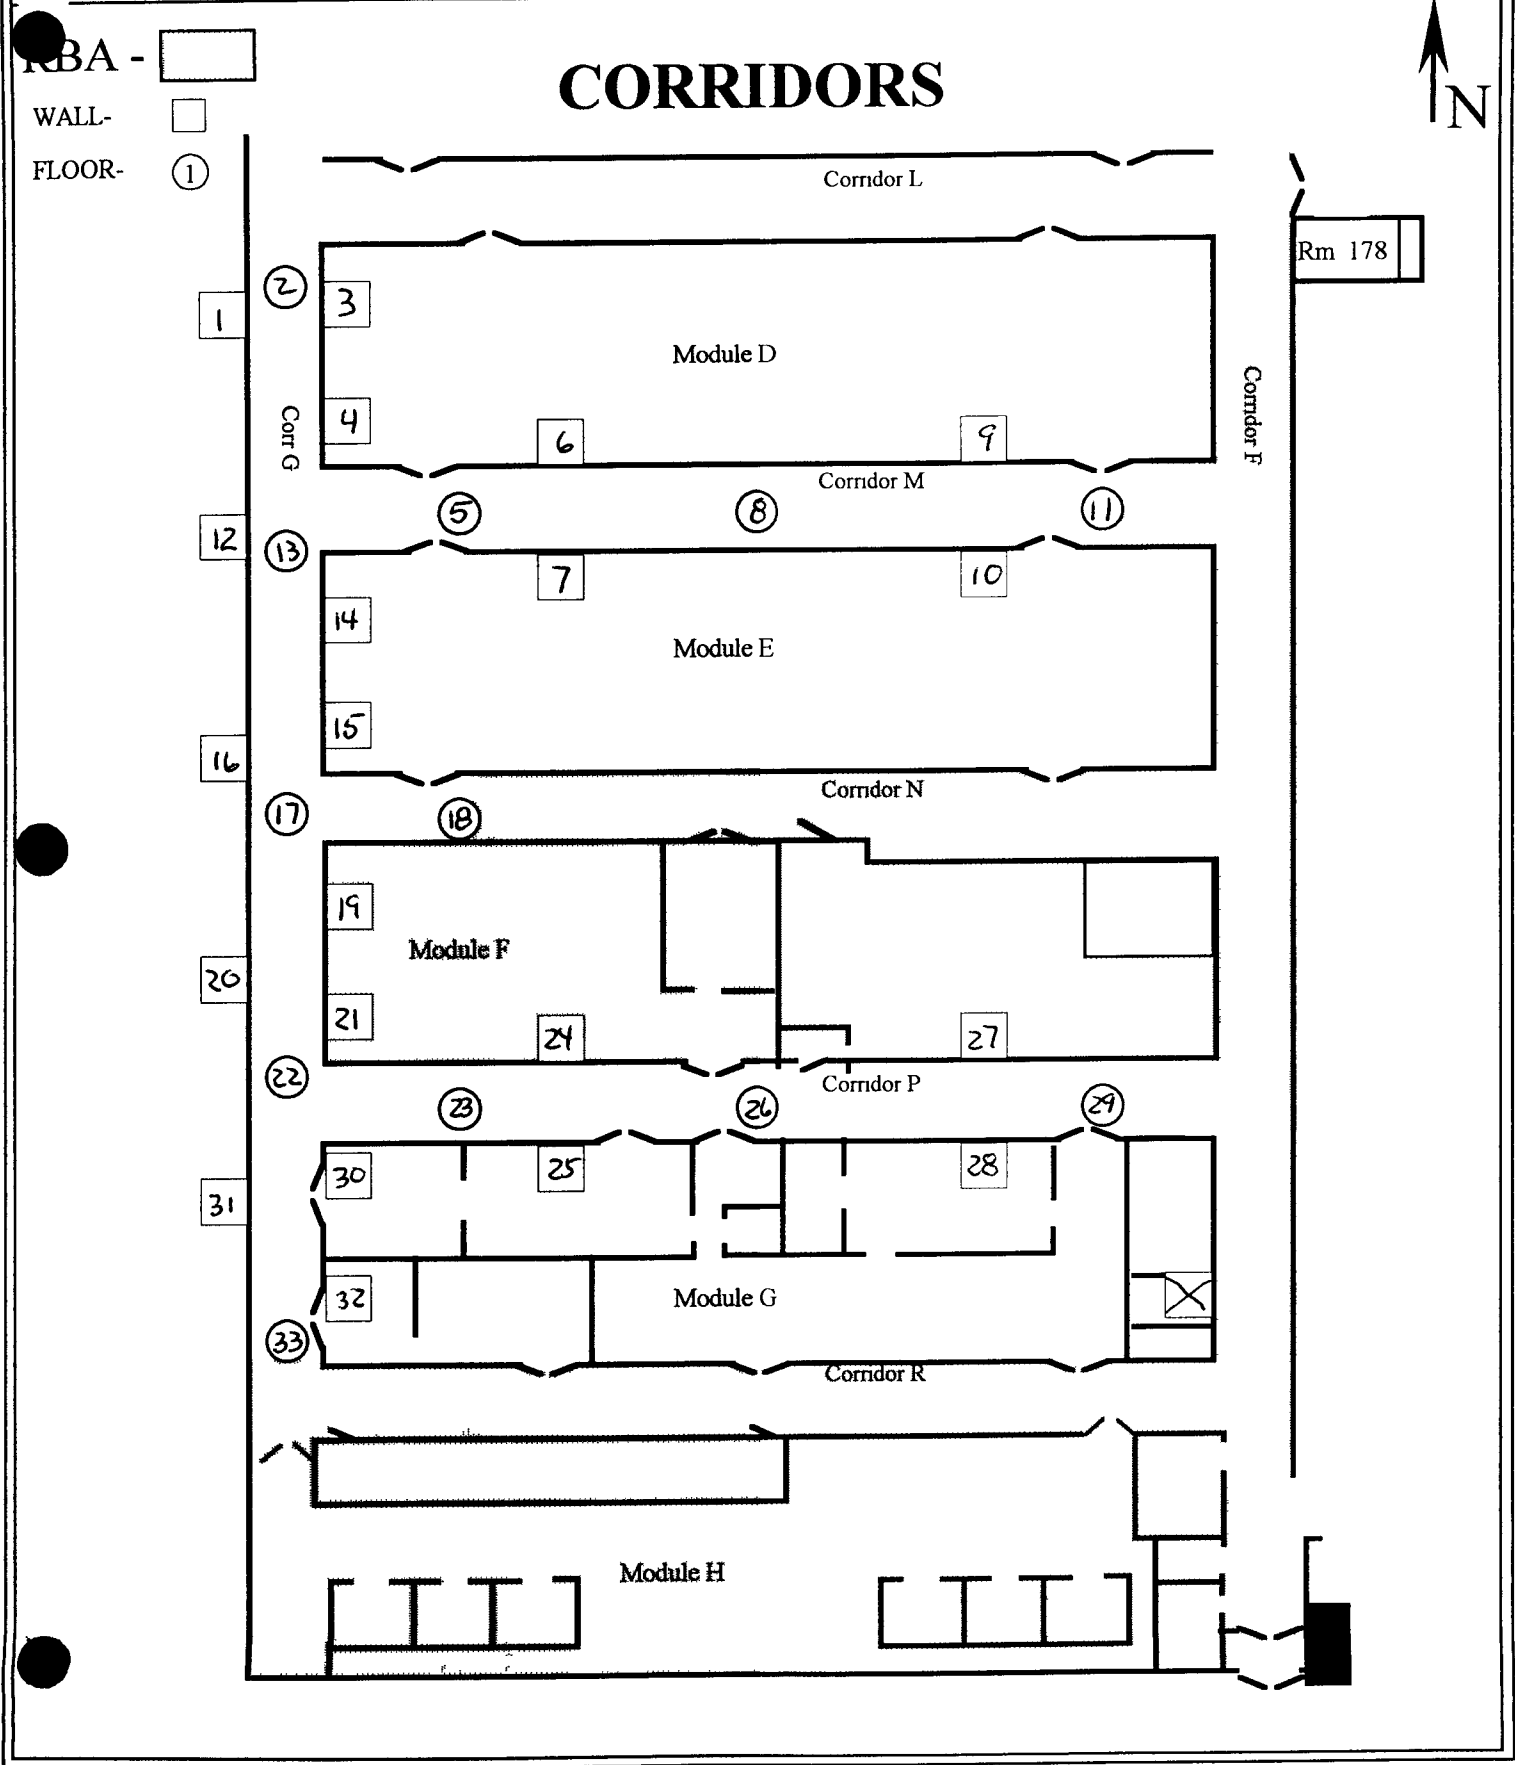 RBA -
CORRIDORS
N
WALL-
FLOOR- 1
Corridor L
Rm 178
2
3
1
Module D
Corridor F
4
Corr G
6
9
Corridor M
5
8
11
12
13
7
10
14
Module E
15
16
Corridor N
17
18
19
Module F
20
21
24
27
22
Corridor P
23
26
29
30
25
28
31
32
Module G
33
Corridor R
Module H